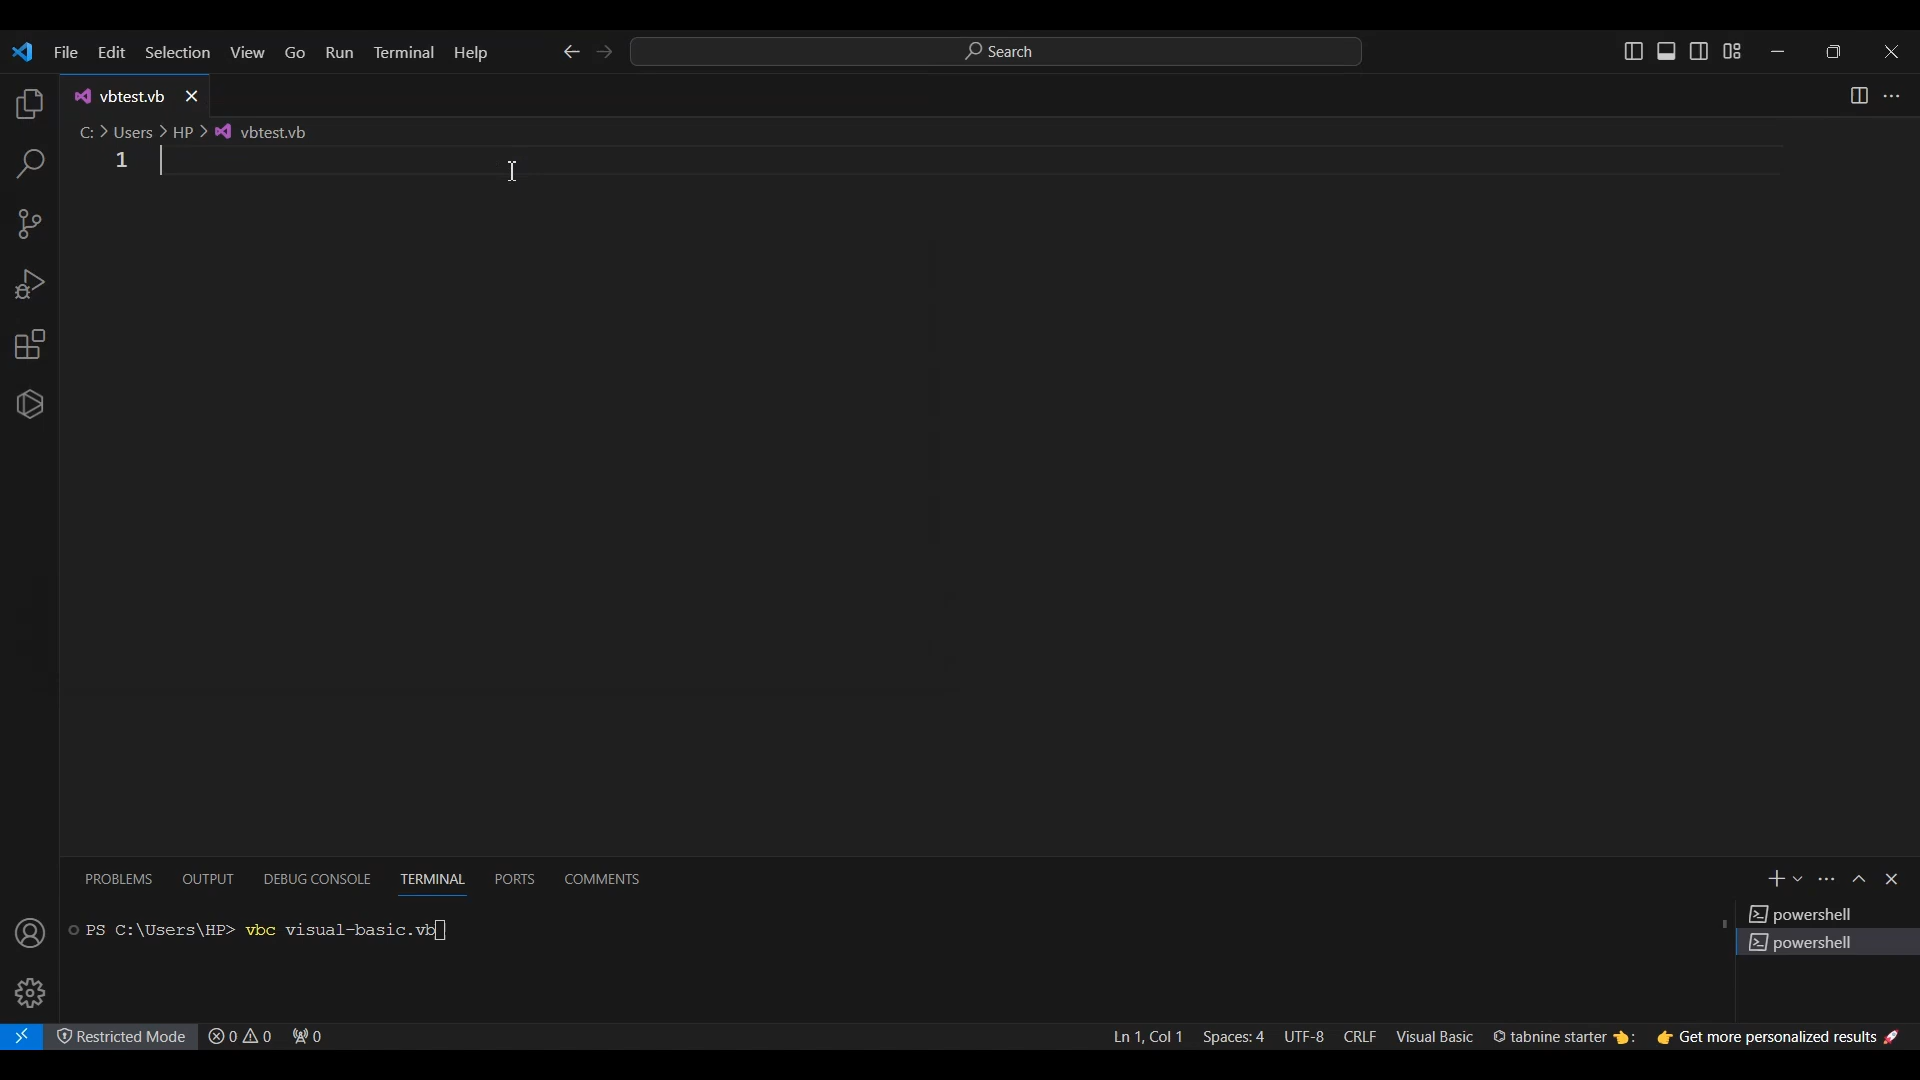 File Edit Selection View Go Run Terminal Help Search
vbtest.vb
C: > Users > HP > vbtest.vb
1
PROBLEMS OUTPUT DEBUG CONSOLE TERMINAL PORTS COMMENTS
PS C:\Users\HP> vbc visual-basic.vb
powershell
powershell
Restricted Mode 0 0 0 Ln 1, Col 1 Spaces: 4 UTF-8 CRLF Visual Basic tabnine starter 👈: 👉 Get more personalized results 🚀